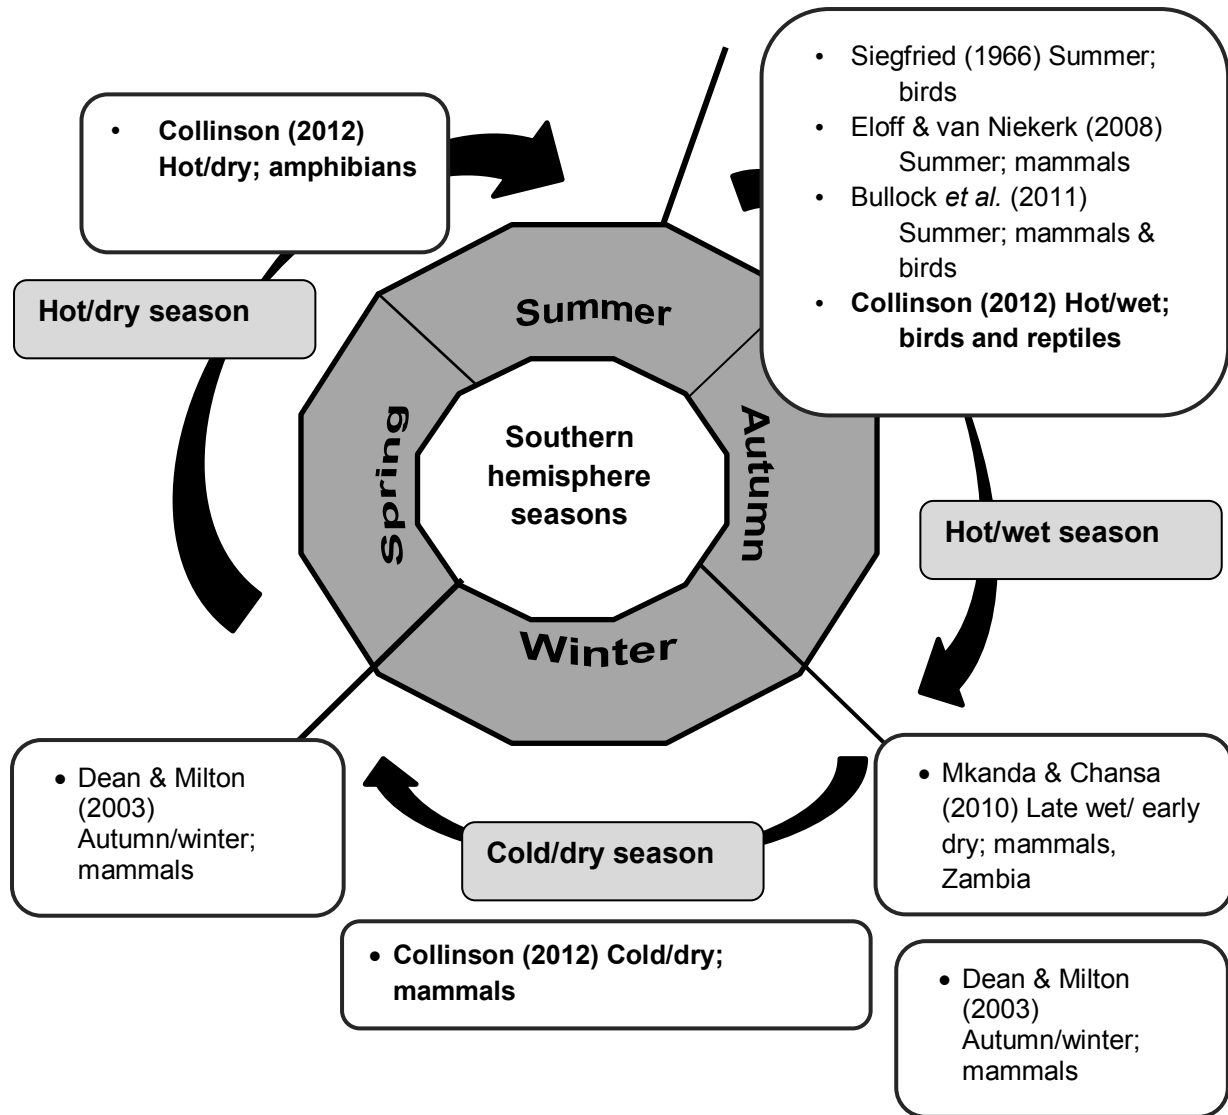 • Siegfried (1966) Summer;
birds
• Eloff & van Niekerk (2008)
Summer; mammals
• Bullock et al. (2011)
Summer; mammals &
birds
• Collinson (2012) Hot/wet;
birds and reptiles
• Collinson (2012)
Hot/dry; amphibians
Hot/dry season
Summer
Spring
Southern
hemisphere
seasons
Autumn
Hot/wet season
Winter
• Dean & Milton
(2003)
Autumn/winter;
mammals
Cold/dry season
• Mkanda & Chansa
(2010) Late wet/ early
dry; mammals,
Zambia
• Collinson (2012) Cold/dry;
mammals
• Dean & Milton
(2003)
Autumn/winter;
mammals